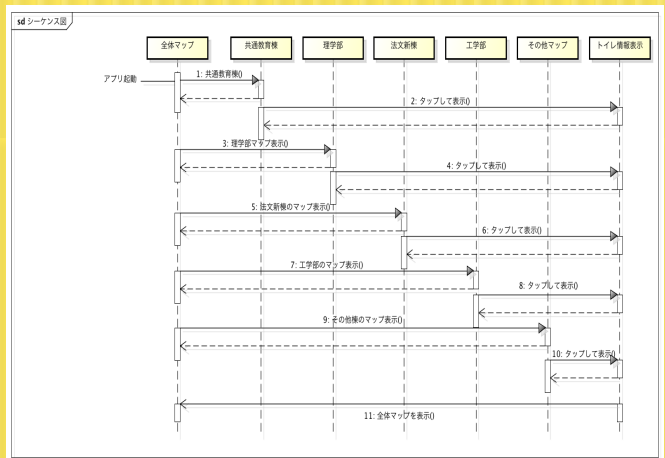 sd シーケンス図
全体マップ
共通教育棟
理学部
法文新棟
工学部
その他マップ
トイレ情報表示
アプリ起動
1: 共通教育棟()
2: タップして表示()
3: 理学部マップ表示()
4: タップして表示()
5: 法文新棟のマップ表示()
6: タップして表示()
7: 工学部のマップ表示()
8: タップして表示()
9: その他棟のマップ表示()
10: タップして表示()
11: 全体マップを表示()